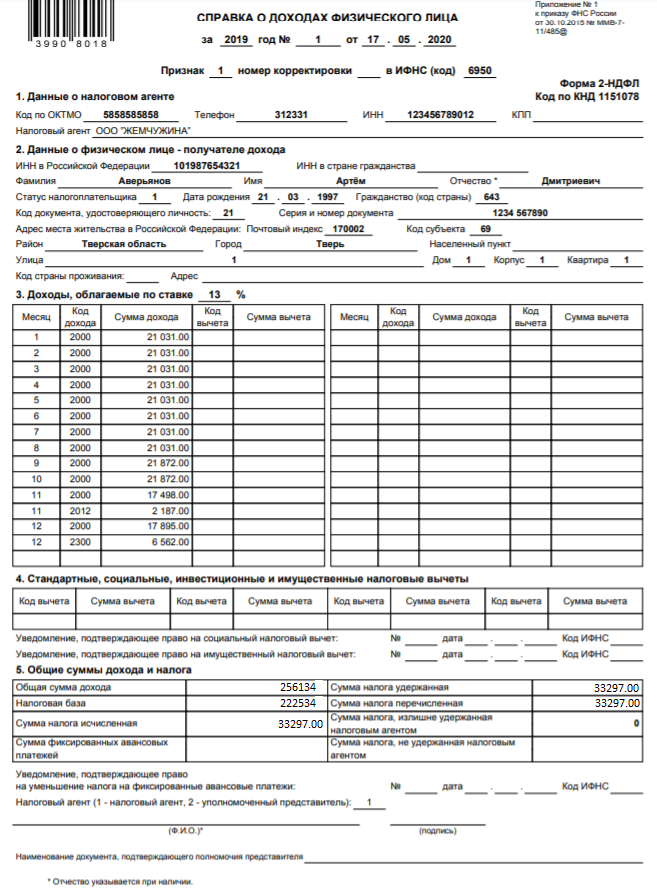 3990 8018
Приложение № 1
к приказу ФНС России
от 30.10.2015 № ММВ-7-
11/485@
СПРАВКА О ДОХОДАХ ФИЗИЧЕСКОГО ЛИЦА
за 2019 год № 1 от 17 . 05 . 2020
Признак 1 номер корректировки в ИФНС (код) 6950
Форма 2-НДФЛ
Код по КНД 1151078
1. Данные о налоговом агенте
Код по ОКТМО 5858585858 Телефон 312331 ИНН 123456789012 КПП
Налоговый агент ООО "ЖЕМЧУЖИНА"
2. Данные о физическом лице - получателе дохода
ИНН в Российской Федерации 101987654321 ИНН в стране гражданства
Фамилия Аверьянов Имя Артём Отчество * Дмитриевич
Статус налогоплательщика 1 Дата рождения 21 . 03 . 1997 Гражданство (код страны) 643
Код документа, удостоверяющего личность: 21 Серия и номер документа 1234 567890
Адрес места жительства в Российской Федерации: Почтовый индекс 170002 Код субъекта 69
Район Тверская область Город Тверь Населенный пункт
Улица 1 Дом 1 Корпус 1 Квартира 1
Код страны проживания: Адрес
3. Доходы, облагаемые по ставке 13 %
Месяц Код дохода Сумма дохода Код вычета Сумма вычета Месяц Код дохода Сумма дохода Код вычета Сумма вычета
1 2000 21 031.00
2 2000 21 031.00
3 2000 21 031.00
4 2000 21 031.00
5 2000 21 031.00
6 2000 21 031.00
7 2000 21 031.00
8 2000 21 031.00
9 2000 21 872.00
10 2000 21 872.00
11 2000 17 498.00
11 2012 2 187.00
12 2000 17 895.00
12 2300 6 562.00
4. Стандартные, социальные, инвестиционные и имущественные налоговые вычеты
Код вычета Сумма вычета Код вычета Сумма вычета Код вычета Сумма вычета Код вычета Сумма вычета
Уведомление, подтверждающее право на социальный налоговый вычет: № дата . . Код ИФНС
Уведомление, подтверждающее право на имущественный налоговый вычет: № дата . . Код ИФНС
5. Общие суммы дохода и налога
Общая сумма дохода 256134 Сумма налога удержанная 33297.00
Налоговая база 222534 Сумма налога перечисленная 33297.00
Сумма налога исчисленная 33297.00 Сумма налога, излишне удержанная налоговым агентом 0
Сумма фиксированных авансовых платежей Сумма налога, не удержанная налоговым агентом
Уведомление, подтверждающее право
на уменьшение налога на фиксированные авансовые платежи: № дата . . Код ИФНС
Налоговый агент (1 - налоговый агент, 2 - уполномоченный представитель): 1
(Ф.И.О.)* (подпись)
Наименование документа, подтверждающего полномочия представителя
* Отчество указывается при наличии.